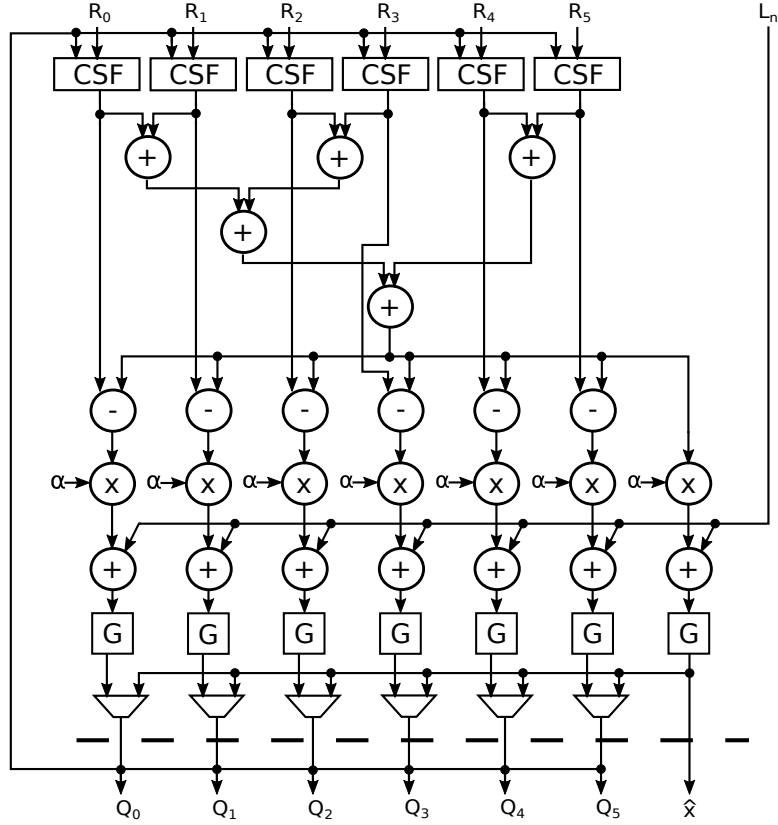 R0 R1 R2 R3 R4 R5 Ln
CSF CSF CSF CSF CSF CSF
+ + +
+
+
- - - - - -
α x α x α x α x α x α x α x
+ + + + + + +
G G G G G G G
Q0 Q1 Q2 Q3 Q4 Q5 x̂